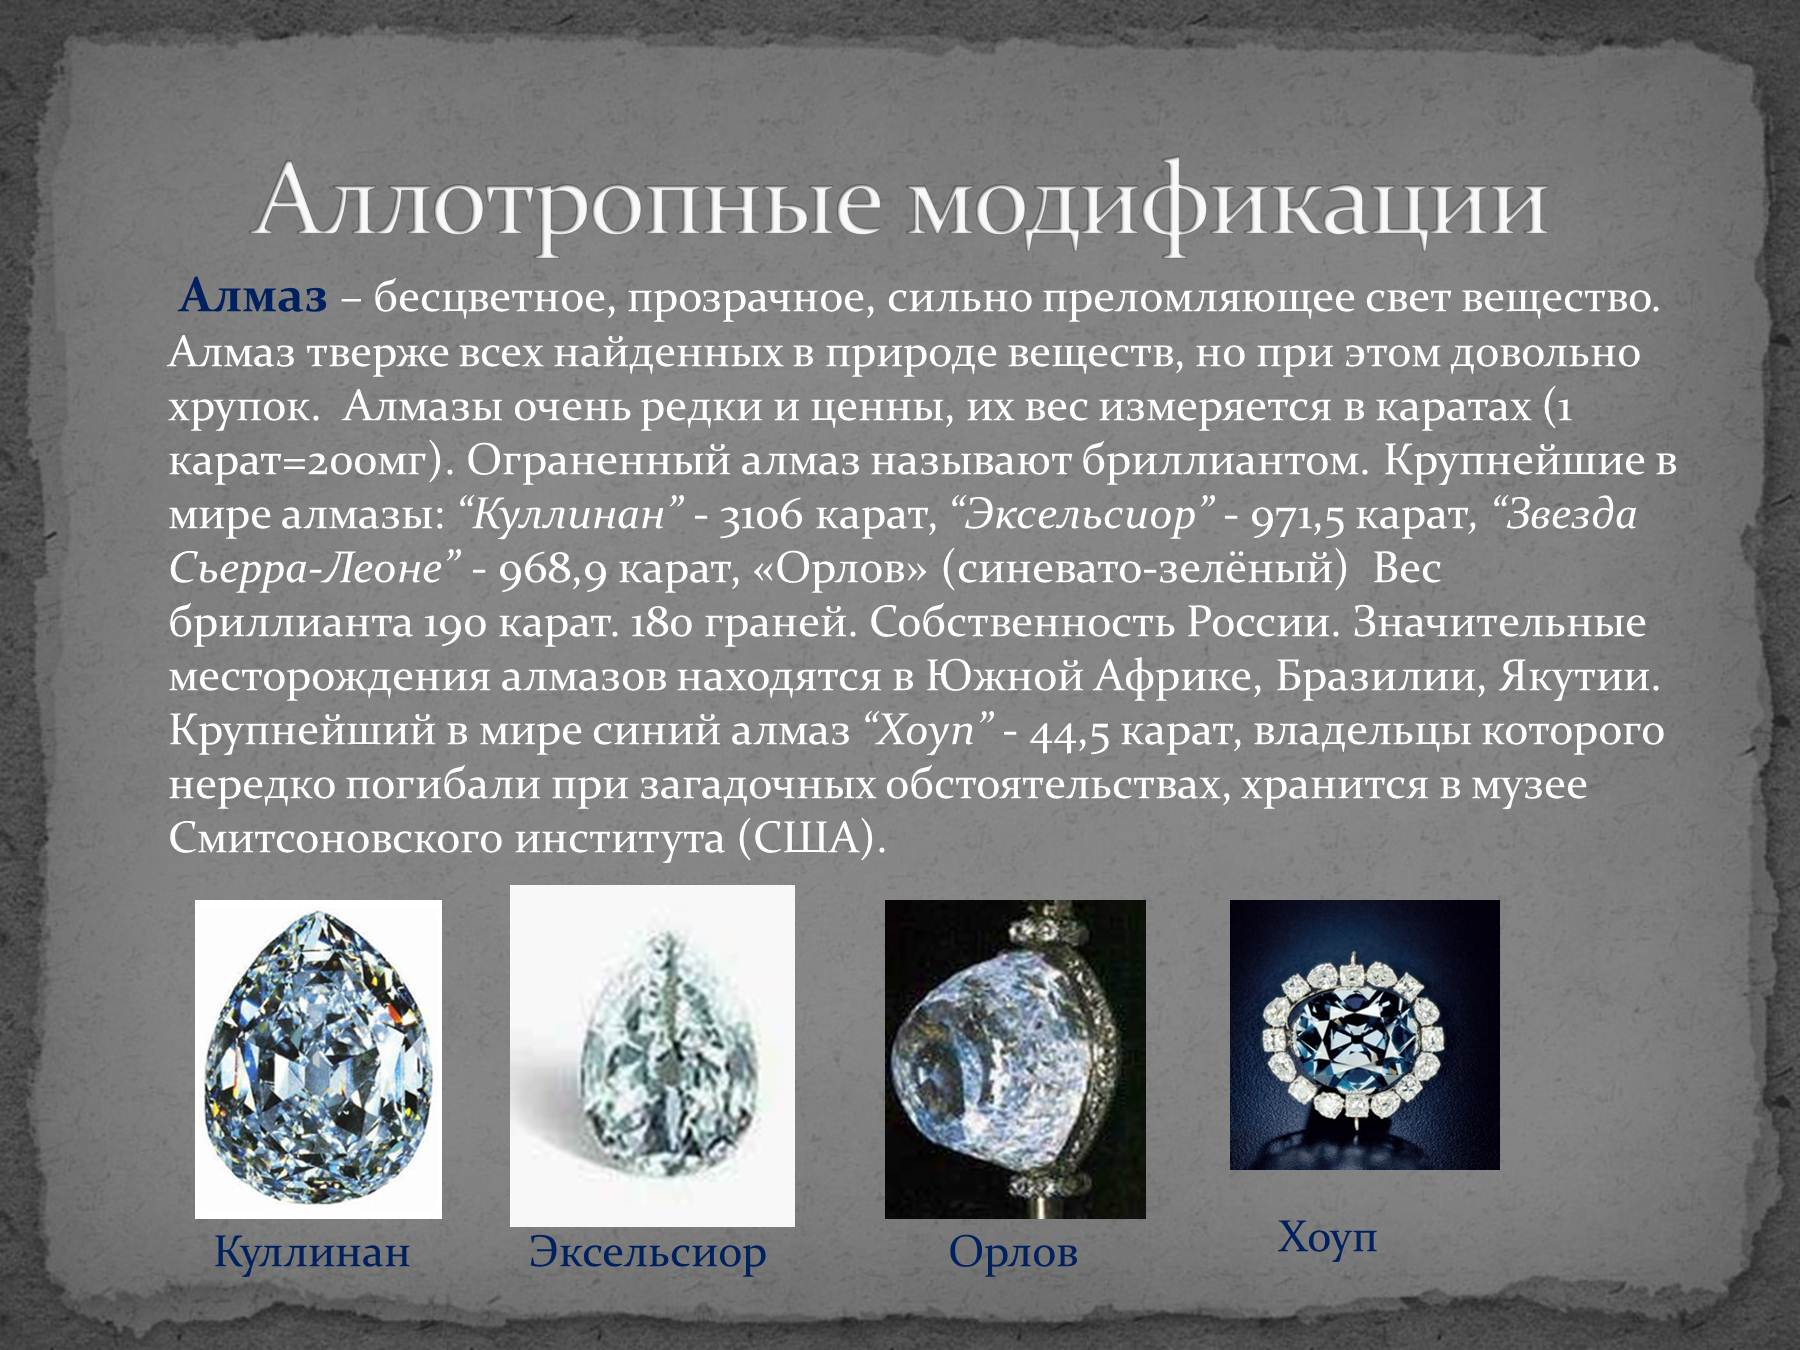 Аллотропные модификации
Алмаз – бесцветное, прозрачное, сильно преломляющее свет вещество.
Алмаз тверже всех найденных в природе веществ, но при этом довольно
хрупок. Алмазы очень редки и ценны, их вес измеряется в каратах (1
карат=200мг). Ограненный алмаз называют бриллиантом. Крупнейшие в
мире алмазы: “Куллинан” - 3106 карат, “Эксельсиор” - 971,5 карат, “Звезда
Сьерра-Леоне” - 968,9 карат, «Орлов» (синевато-зелёный) Вес
бриллианта 190 карат. 180 граней. Собственность России. Значительные
месторождения алмазов находятся в Южной Африке, Бразилии, Якутии.
Крупнейший в мире синий алмаз “Хоуп” - 44,5 карат, владельцы которого
нередко погибали при загадочных обстоятельствах, хранится в музее
Смитсоновского института (США).
Куллинан
Эксельсиор
Орлов
Хоуп